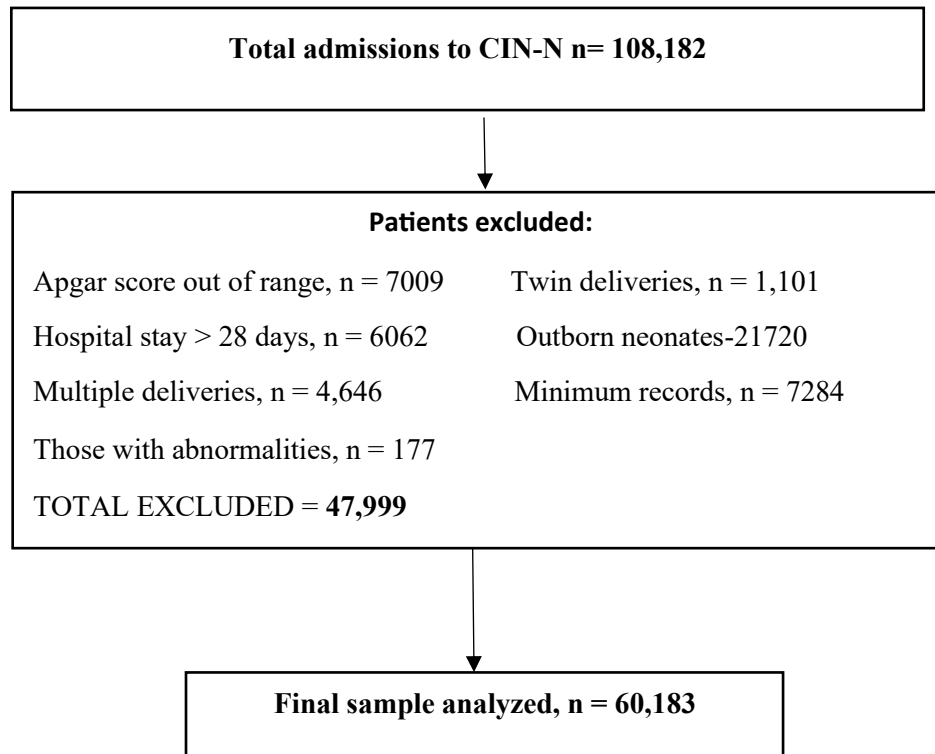 Total admissions to CIN-N n= 108,182
Patients excluded:
Apgar score out of range, n = 7009 Twin deliveries, n = 1,101
Hospital stay > 28 days, n = 6062 Outborn neonates-21720
Multiple deliveries, n = 4,646 Minimum records, n = 7284
Those with abnormalities, n = 177
TOTAL EXCLUDED = 47,999
Final sample analyzed, n = 60,183